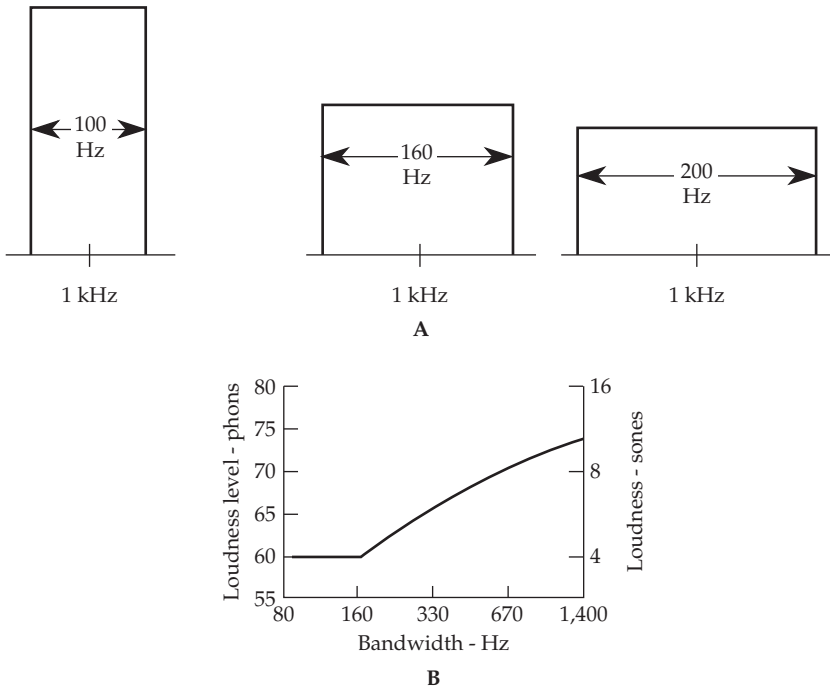 100
Hz
160
Hz
200
Hz
1 kHz
1 kHz
1 kHz
A
80
75
70
65
60
55
Loudness level - phons
16
8
4
Loudness - sones
80
160
330
670
1,400
Bandwidth - Hz
B